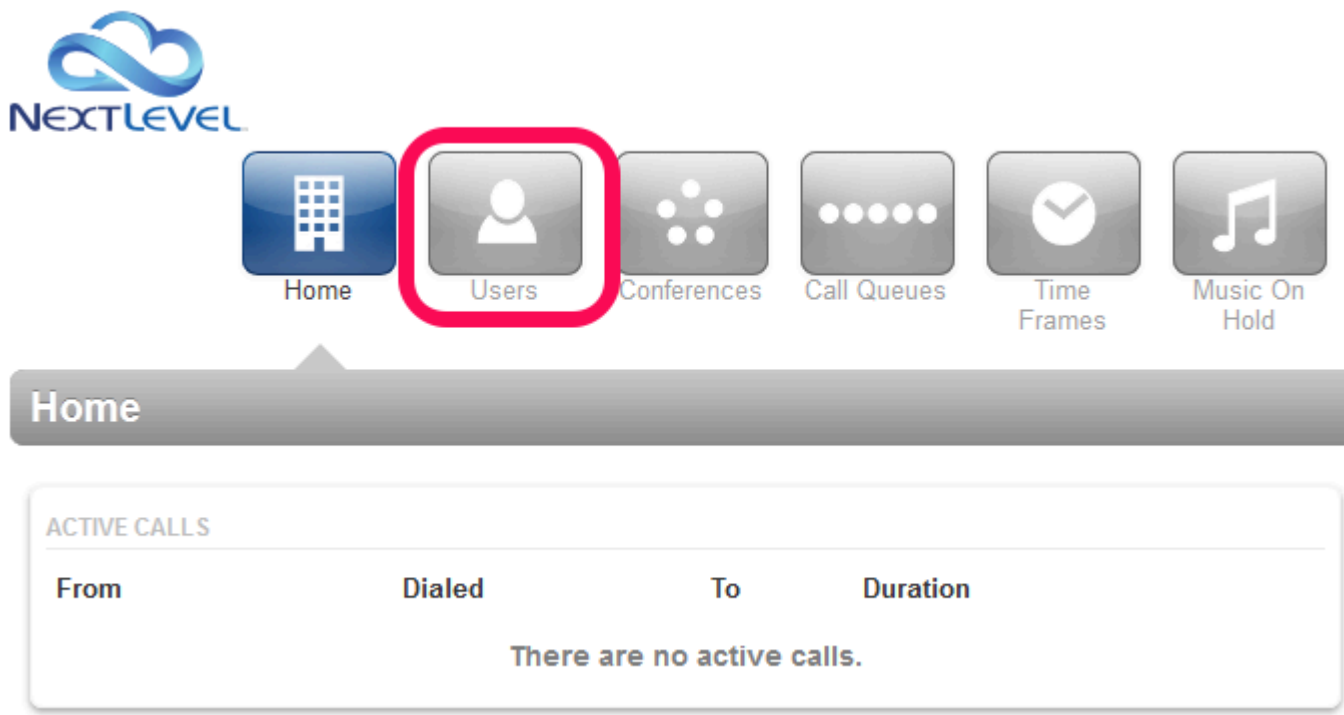 NEXTLEVEL
Home
Users
Conferences
Call Queues
Time
Frames
Music On
Hold
Home
ACTIVE CALLS
From Dialed To Duration
There are no active calls.